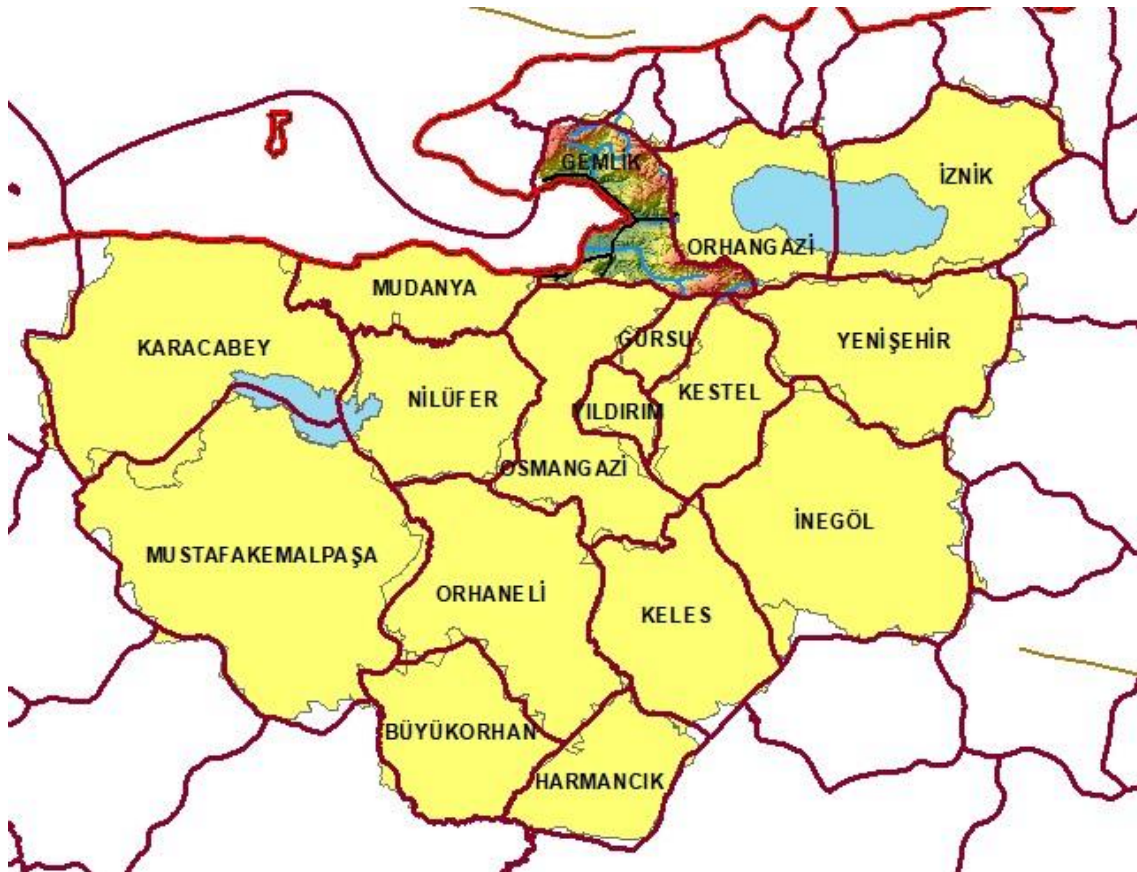 GEMLİK
İZNİK
ORHANGAZİ
MUDANYA
GÜRSU
YENİŞEHİR
KARACABEY
NİLÜFER
KESTEL
YILDIRIM
OSMANGAZİ
İNEGÖL
MUSTAFAKEMALPAŞA
ORHANELİ
KELES
BÜYÜKORHAN
HARMANCIK